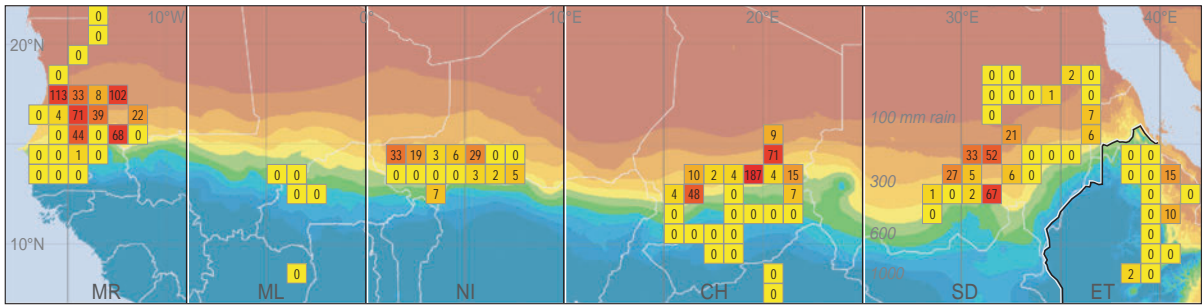 0 10°W 0° 10°E 20°E 30°E 40°E
20°N 0
0
0 0 0 2 0
113 33 8 102 0 0 0 1 0
0 4 71 39 22 100 mm rain 0 7
0 44 0 68 0 9 21 6
0 0 1 0 33 19 3 6 29 0 0 71 33 52 0 0 0 0 0
0 0 0 0 0 0 0 0 0 3 2 5 10 2 4 187 4 15 300 27 5 6 0 0 0 15
0 0 7 4 48 7 1 0 2 67 0 0 0
0 0 0 0 0 0 0 10
0 0 0 0 600 0
10°N 0 0 0 0
0 0 1000 2 0
MR ML NI CH 0 SD ET